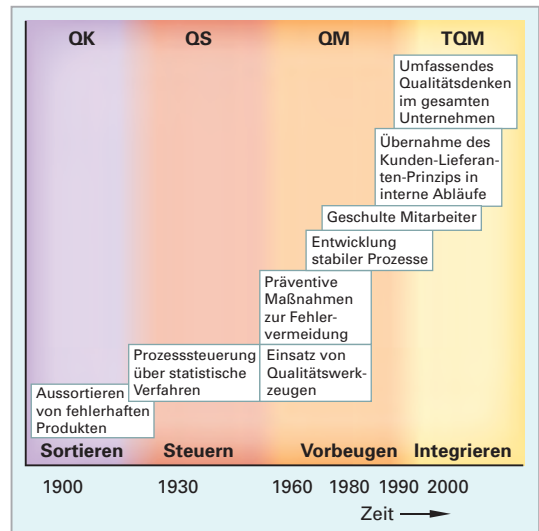 QK QS QM TQM
Umfassendes
Qualitätsdenken
im gesamten
Unternehmen
Übernahme des
Kunden-Lieferan-
ten-Prinzips in
interne Abläufe
Geschulte Mitarbeiter
Entwicklung
stabiler Prozesse
Präventive
Maßnahmen
zur Fehler-
vermeidung
Prozesssteuerung
über statistische
Verfahren
Einsatz von
Qualitätswerk-
zeugen
Aussortieren
von fehlerhaften
Produkten
Sortieren Steuern Vorbeugen Integrieren
1900 1930 1960 1980 1990 2000
Zeit